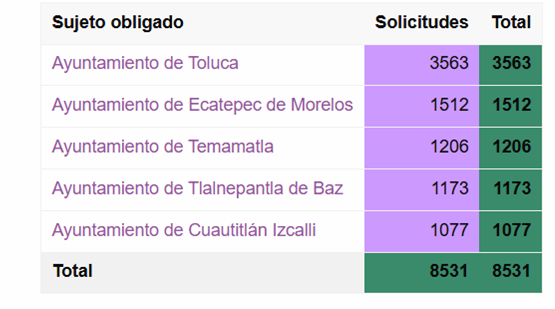 Sujeto obligado Solicitudes Total
Ayuntamiento de Toluca 3563 3563
Ayuntamiento de Ecatepec de Morelos 1512 1512
Ayuntamiento de Temamatla 1206 1206
Ayuntamiento de Tlalnepantla de Baz 1173 1173
Ayuntamiento de Cuautitlán Izcalli 1077 1077
Total 8531 8531